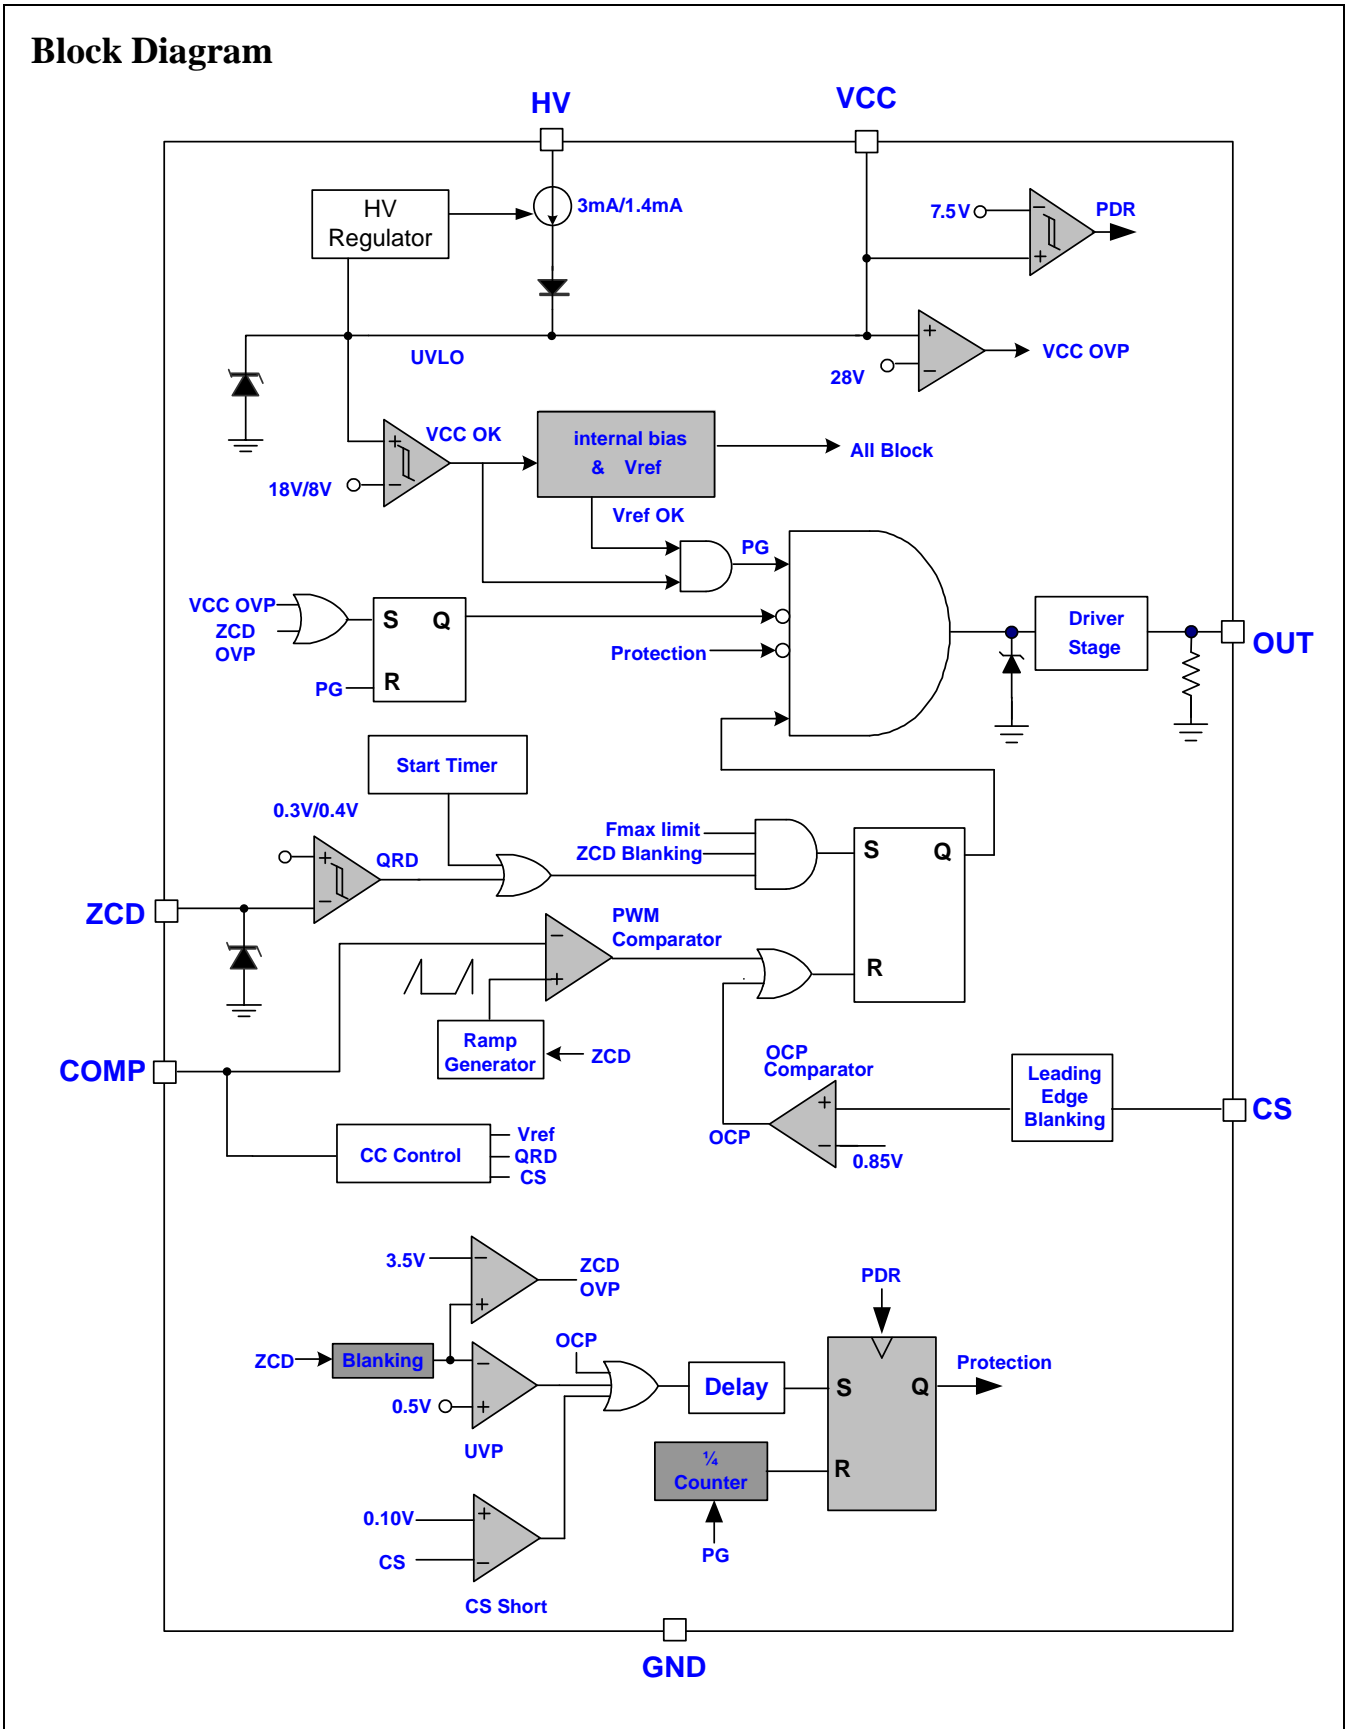 Block Diagram
HV
VCC
HV
Regulator
3mA/1.4mA
7.5V
−
+
PDR
UVLO
+
−
28V
VCC OVP
+
−
VCC OK
18V/8V
internal bias
& Vref
All Block
Vref OK
PG
VCC OVP
ZCD
OVP
PG
S Q
R
Protection
Driver
Stage
OUT
Start Timer
0.3V/0.4V
+
−
QRD
Fmax limit
ZCD Blanking
S Q
R
ZCD
PWM
Comparator
−
+
Ramp
Generator
ZCD
COMP
OCP
Comparator
+
−
OCP
0.85V
Leading
Edge
Blanking
CS
CC Control
Vref
QRD
CS
3.5V
−
+
ZCD
OVP
ZCD
Blanking
−
+
0.5V
UVP
OCP
Delay
PDR
S Q
R
Protection
¼
Counter
PG
0.10V
+
CS
−
CS Short
GND